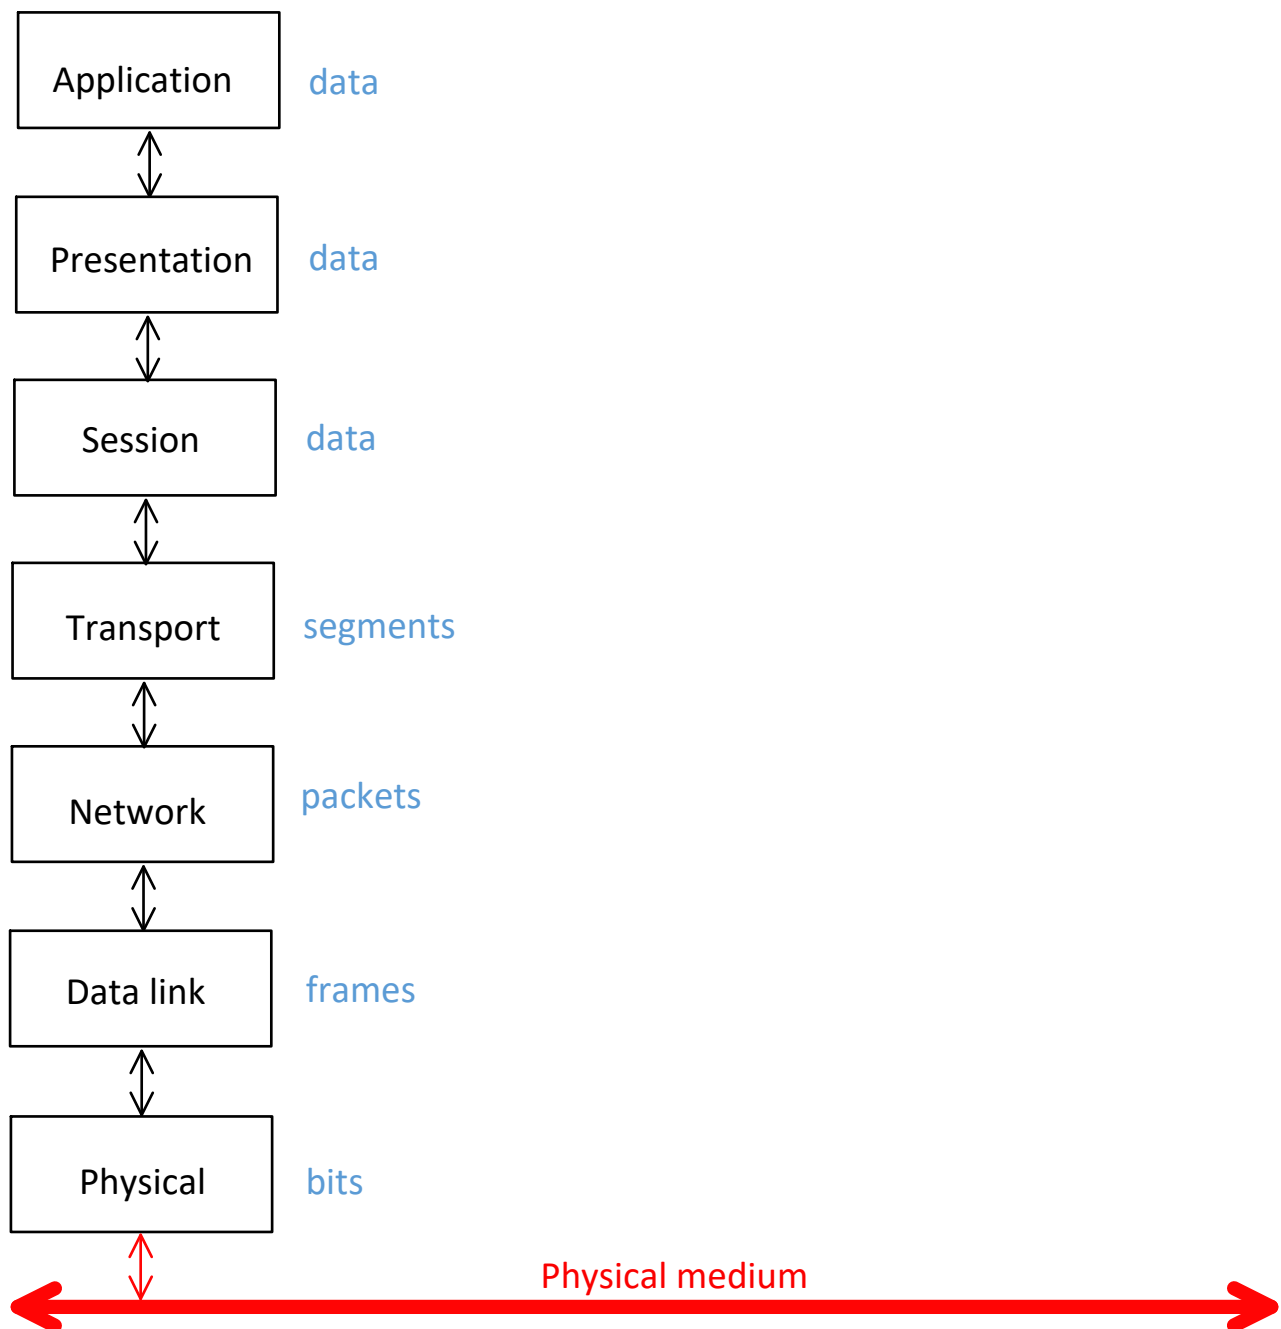 Application data
Presentation data
Session data
Transport segments
Network packets
Data link frames
Physical bits
Physical medium